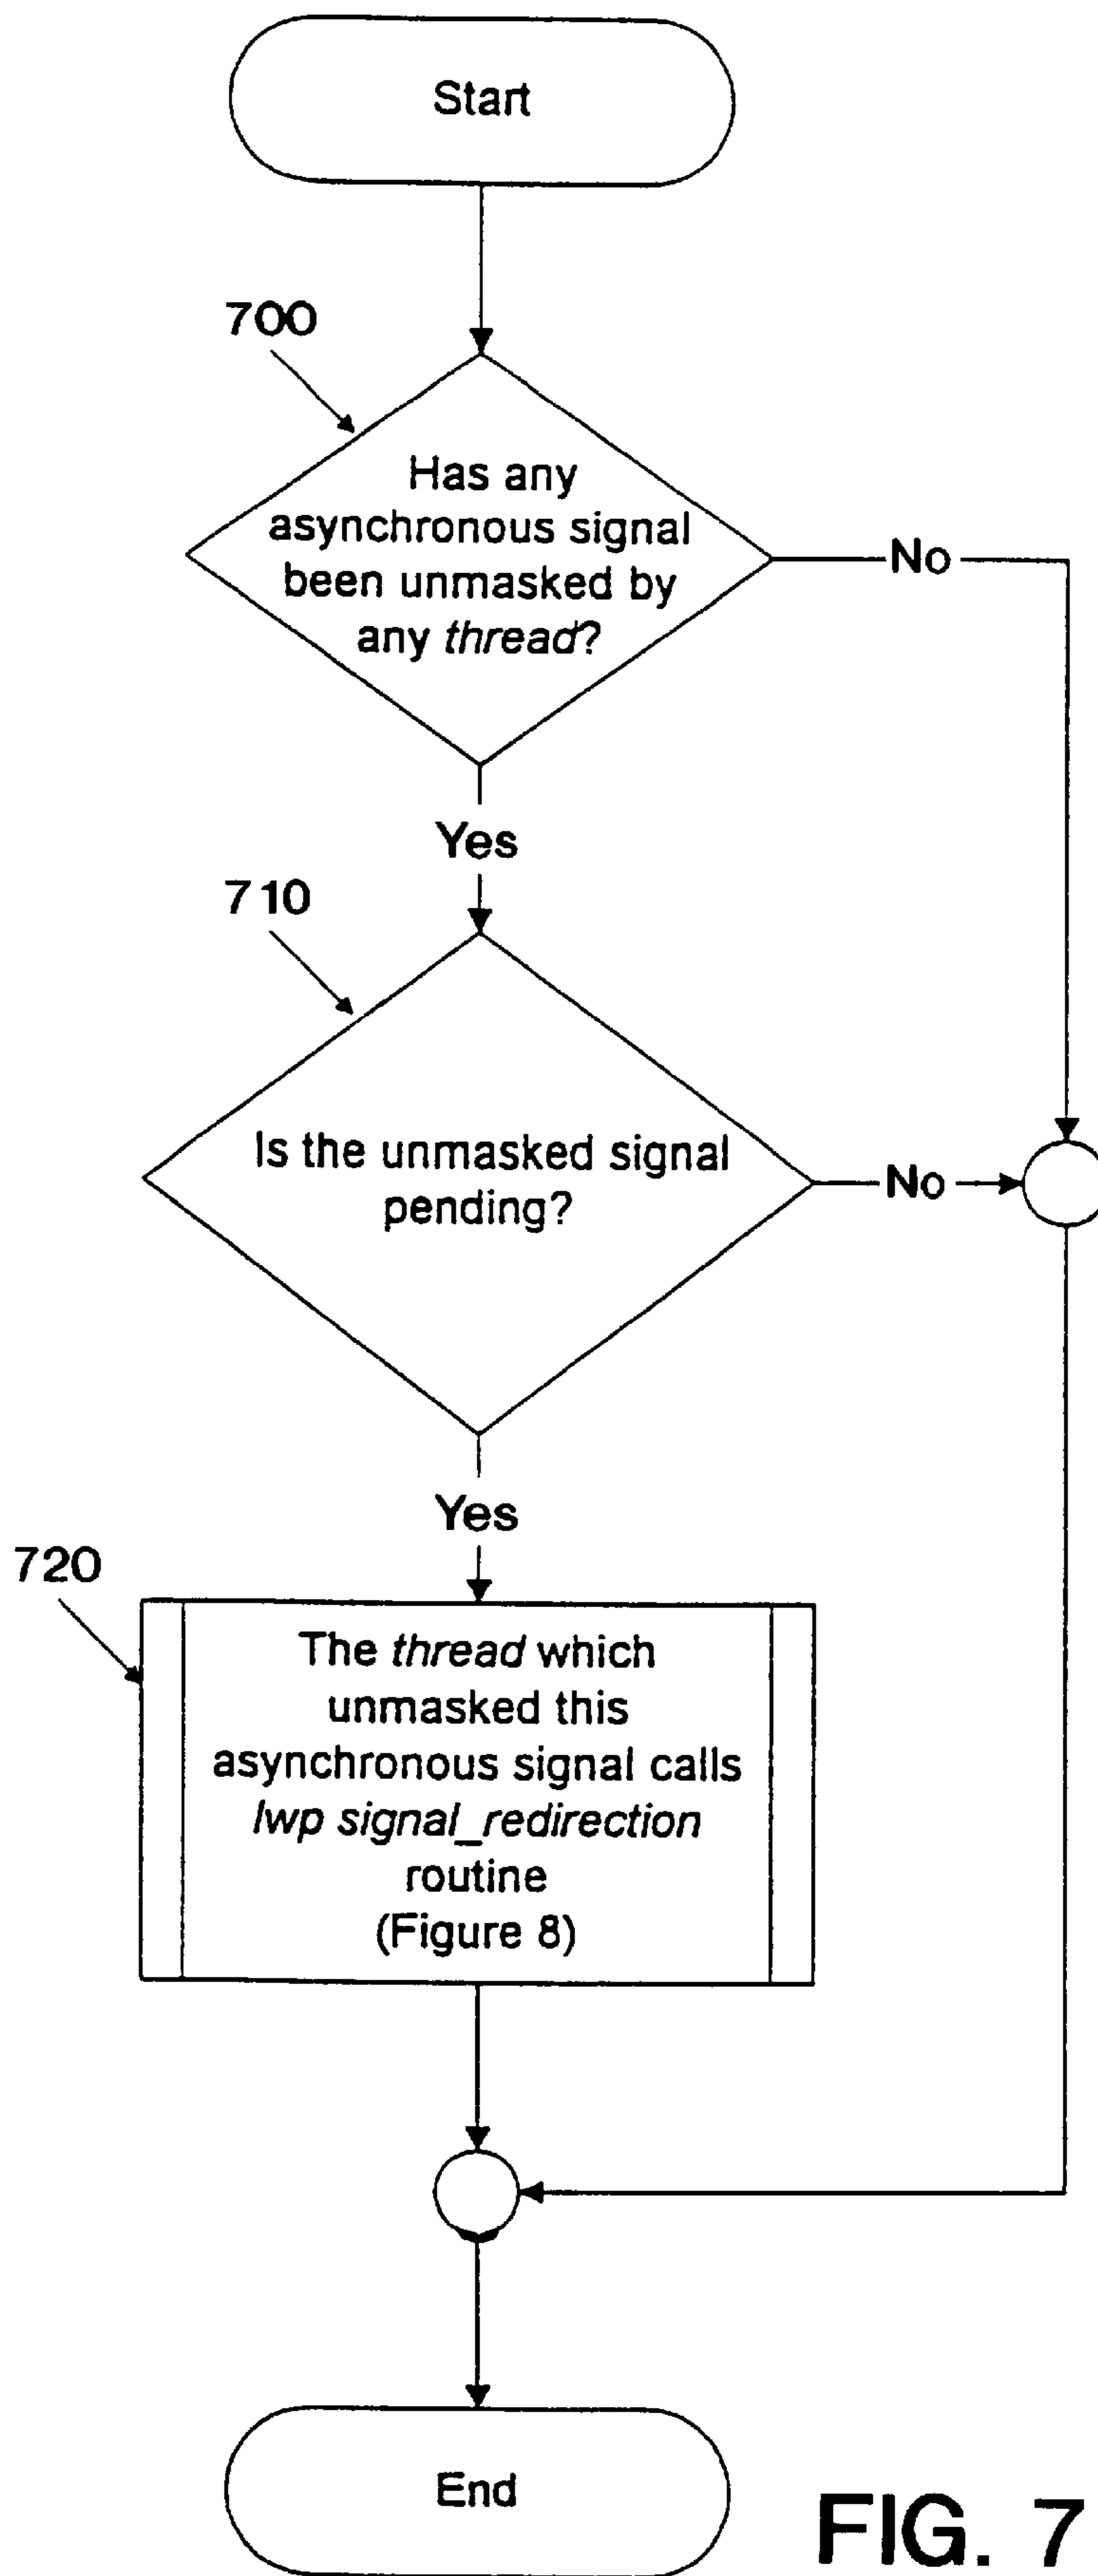 Start
700
Has any
asynchronous signal
been unmasked by
any thread?
No
Yes
710
Is the unmasked signal
pending?
No
Yes
720
The thread which
unmasked this
asynchronous signal calls
lwp signal_redirection
routine
(Figure 8)
End
FIG. 7